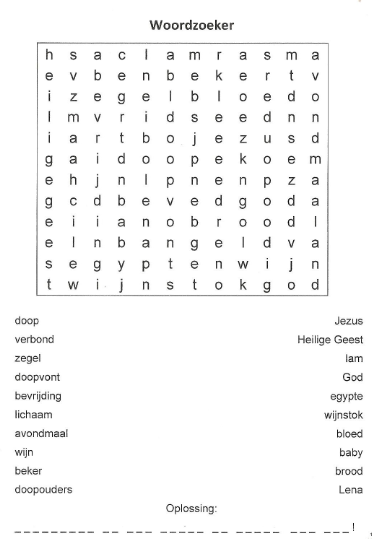 Woordzoeker
h s a c l a m r a s m a
e v b e n b e k e r t v
i z e g e l b l o e d o
l m v r i d s e e d n n
i a r t b o j e z u s d
g a i d o o p e k o e m
e h j n l p n e n p z a
g c d b e v e d g o d a
e i i a n o b r o o d l
e l n b a n g e l d v a
s e g y p t e n w i j n
t w i j n s t o k g o d
doop Jezus
verbond Heilige Geest
zegel lam
doopvont God
bevrijding egypte
lichaam wijnstok
avondmaal bloed
wijn baby
beker brood
doopouders Lena
Oplossing:
_ _ _ _ _ _ _ _ _ _ _ _ _ _ _ _ _ _ _ _ _ _ _ _ _ _ _ _ _ _ _ _ _ _ _ !